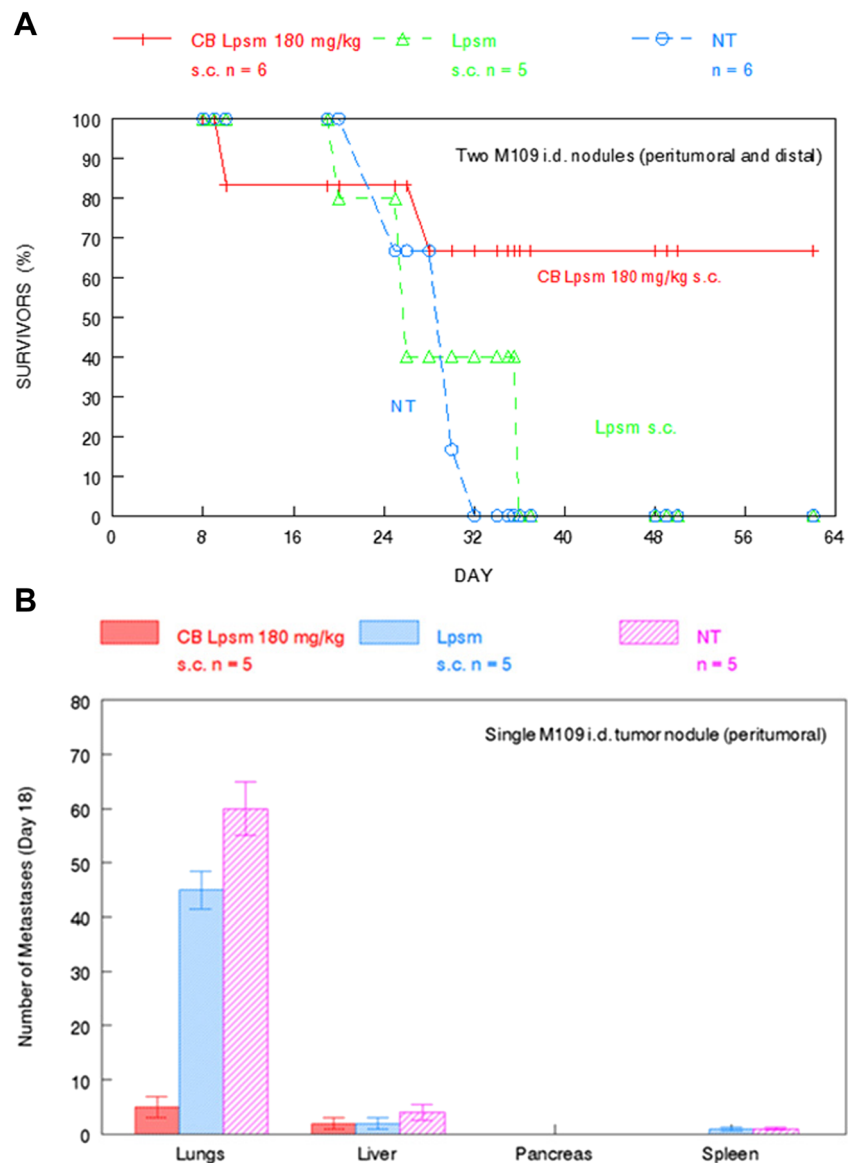 A
CB Lpsm 180 mg/kg
s.c. n = 6
Lpsm
s.c. n = 5
NT
n = 6
100
90
80
70
60
50
40
30
20
10
0
SURVIVORS (%)
Two M109 i.d. nodules (peritumoral and distal)
CB Lpsm 180 mg/kg s.c.
NT
Lpsm s.c.
0 8 16 24 32 40 48 56 64
DAY
B
CB Lpsm 180 mg/kg
s.c. n = 5
Lpsm
s.c. n = 5
NT
n = 5
80
70
60
50
40
30
20
10
0
Number of Metastases (Day 18)
Single M109 i.d. tumor nodule (peritumoral)
Lungs Liver Pancreas Spleen